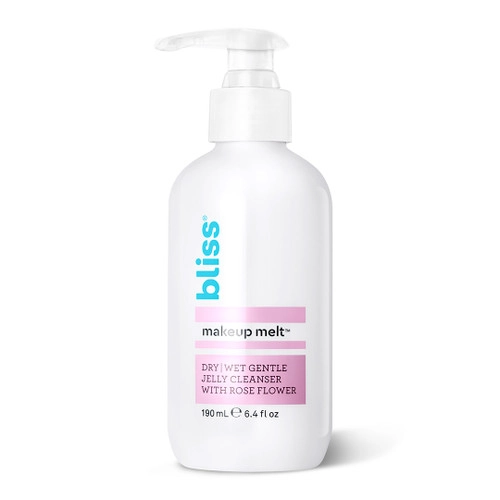 bliss®
makeup melt™
DRY|WET GENTLE
JELLY CLEANSER
WITH ROSE FLOWER
190 mL ℮ 6.4 fl oz